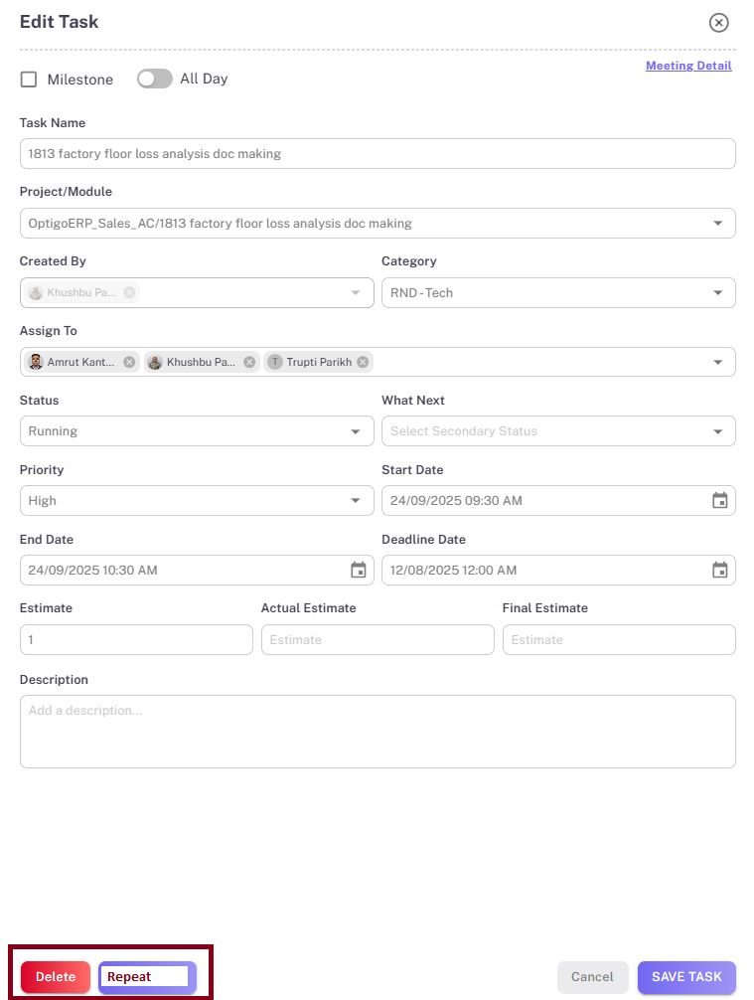 Edit Task
Meeting Detail
Milestone All Day
Task Name
1813 factory floor loss analysis doc making
Project/Module
OptigoERP_Sales_AC/1813 factory floor loss analysis doc making
Created By Category
Khushbu Pa... RND - Tech
Assign To
Amrut Kant... Khushbu Pa... T Trupti Parikh
Status What Next
Running Select Secondary Status
Priority Start Date
High 24/09/2025 09:30 AM
End Date Deadline Date
24/09/2025 10:30 AM 12/08/2025 12:00 AM
Estimate Actual Estimate Final Estimate
1 Estimate Estimate
Description
Add a description...
Delete Repeat Cancel SAVE TASK